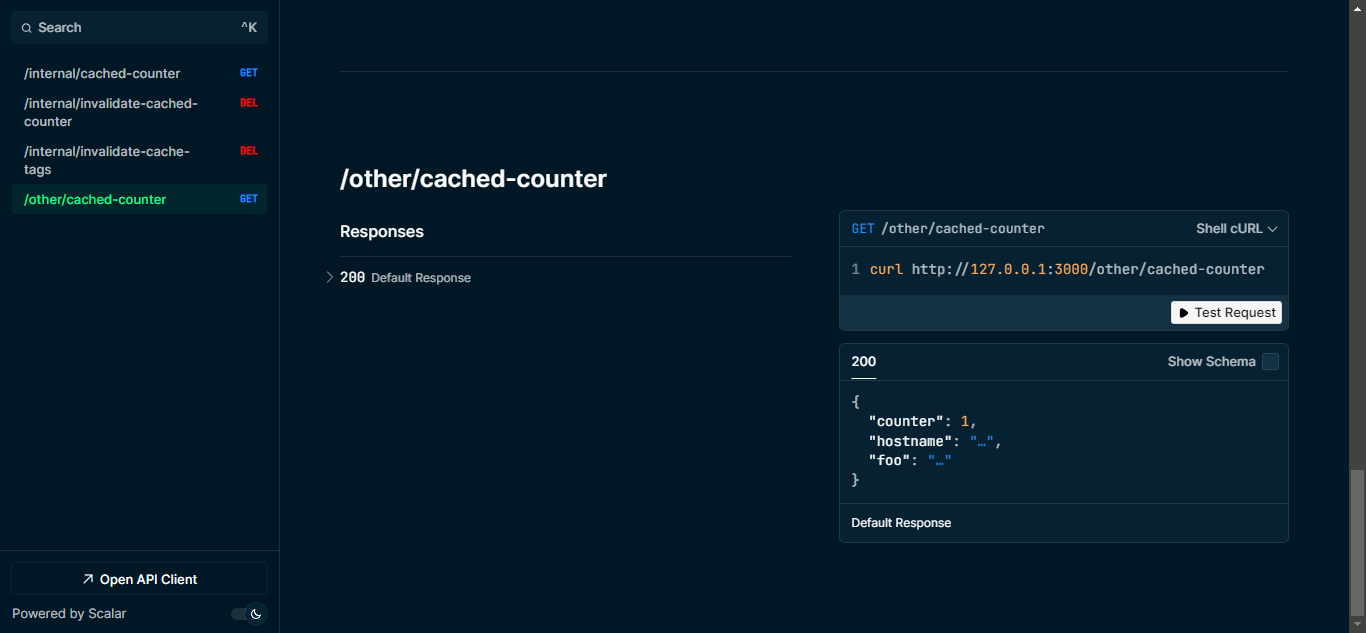 Search ^K
/internal/cached-counter GET
/internal/invalidate-cached- DEL
counter
/internal/invalidate-cache- DEL
tags
/other/cached-counter GET
Open API Client
Powered by Scalar
/other/cached-counter
Responses
200 Default Response
GET /other/cached-counter Shell cURL
1 curl http://127.0.0.1:3000/other/cached-counter
Test Request
200 Show Schema
{
"counter": 1,
"hostname": "…",
"foo": "…"
}
Default Response